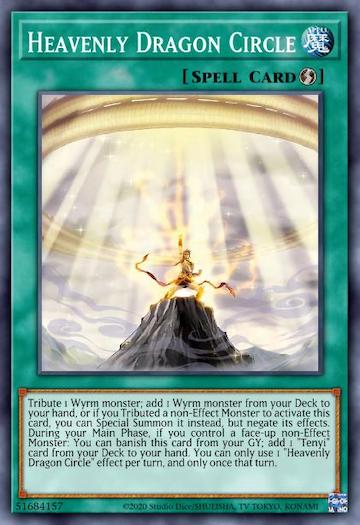 HEAVENLY DRAGON CIRCLE 魔
[SPELL CARD]
Tribute 1 Wyrm monster; add 1 Wyrm monster from your Deck to
your hand, or if you Tributed a non-Effect Monster to activate this
card, you can Special Summon it instead, but negate its effects.
During your Main Phase, if you control a face-up non-Effect
Monster: You can banish this card from your GY; add 1 "Tenyi"
card from your Deck to your hand. You can only use 1 "Heavenly
Dragon Circle" effect per turn, and only once that turn.
51684157 ©2020 Studio Dice/SHUEISHA, TV TOKYO, KONAMI